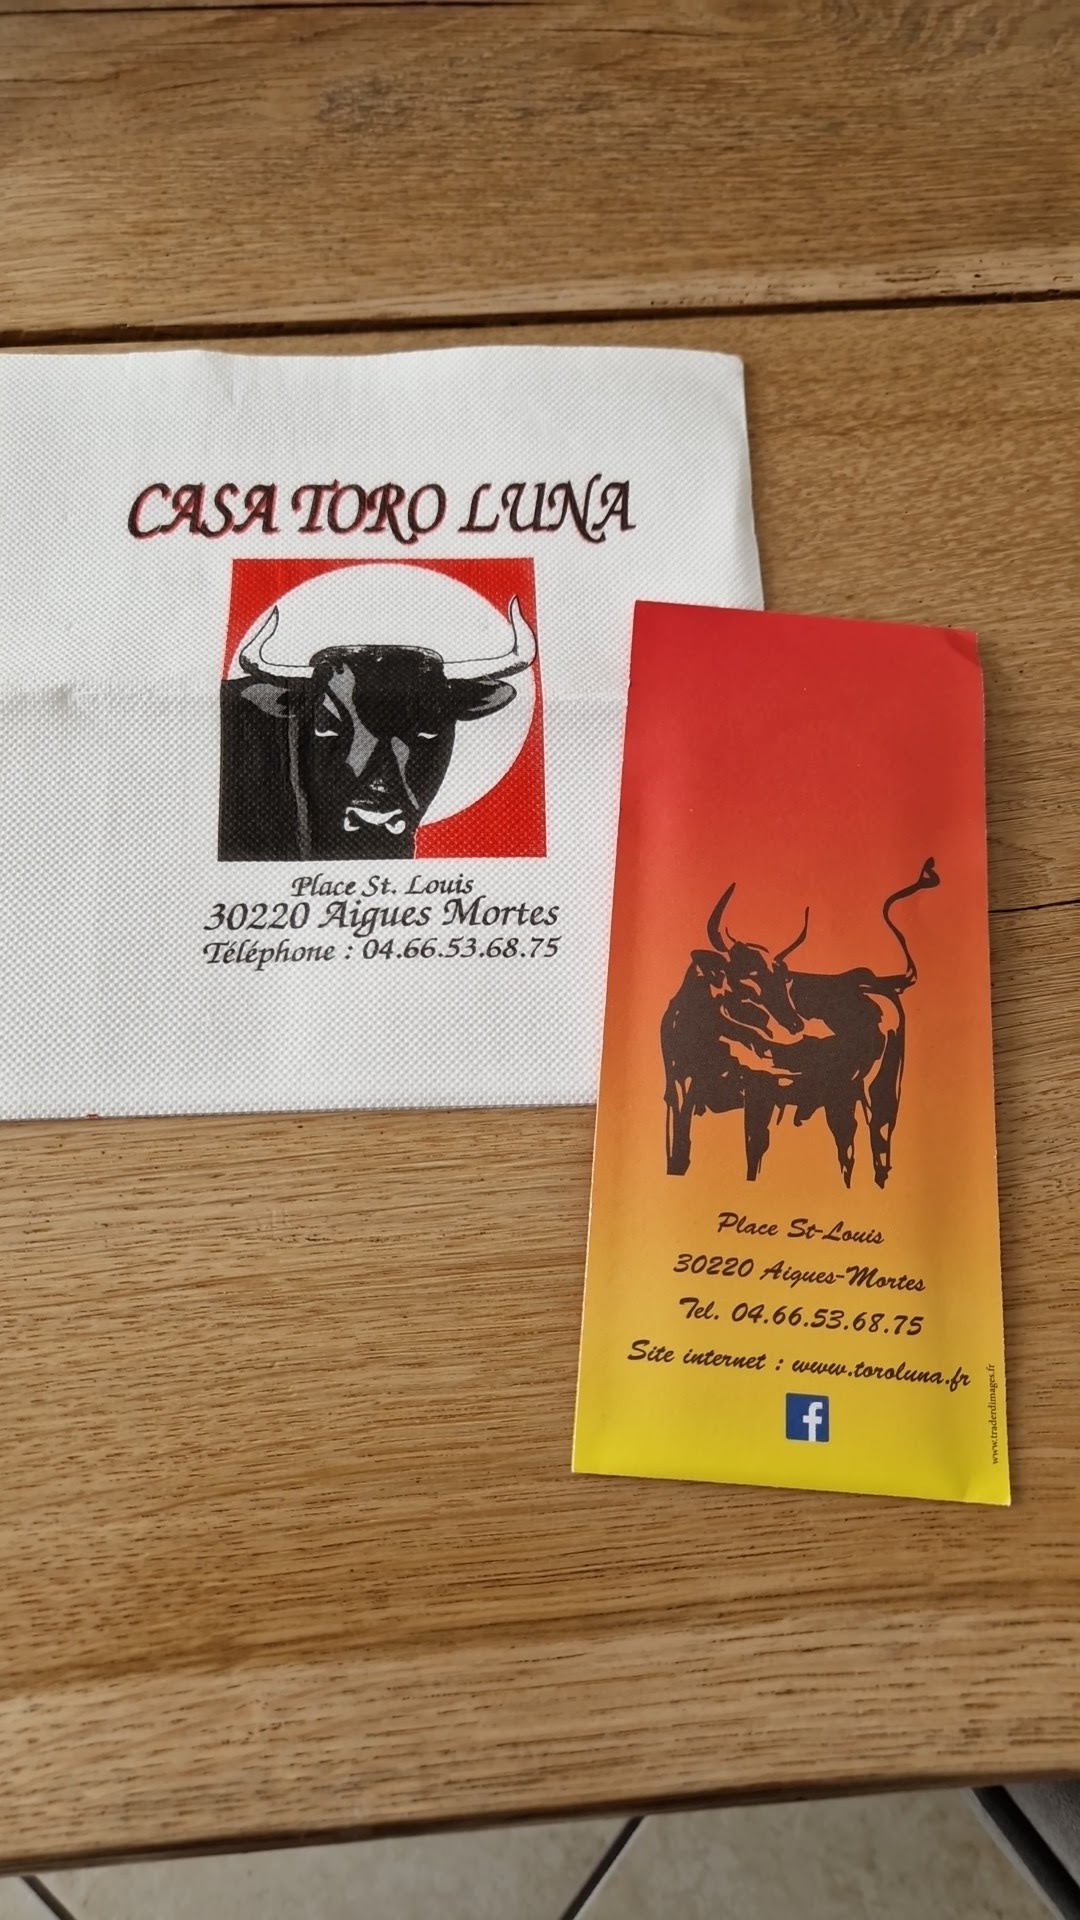 CASA TORO LUNA
Place St. Louis
30220 Aigues Mortes
Téléphone : 04.66.53.68.75
Place St-Louis
30220 Aigues-Mortes
Tel. 04.66.53.68.75
Site internet : www.toroluna.fr
f
www.traderdimages.fr